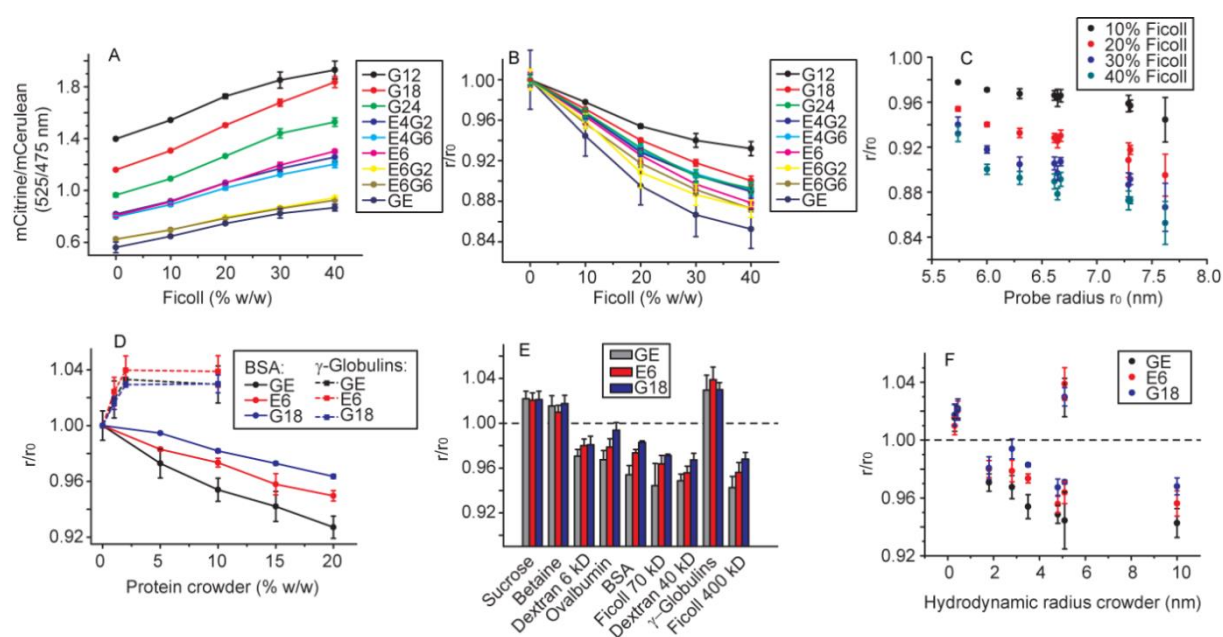 A
mCitrine/mCerulean
(525/475 nm)
1.8
1.4
1.0
0.6
0 10 20 30 40
Ficoll (% w/w)
G12
G18
G24
E4G2
E4G6
E6
E6G2
E6G6
GE
B
r/r₀
1.00
0.96
0.92
0.88
0.84
0 10 20 30 40
Ficoll (% w/w)
G12
G18
G24
E4G2
E4G6
E6
E6G2
E6G6
GE
C
10% Ficoll
20% Ficoll
30% Ficoll
40% Ficoll
r/r₀
1.00
0.96
0.92
0.88
0.84
5.5 6.0 6.5 7.0 7.5 8.0
Probe radius r₀ (nm)
D
r/r₀
1.04
1.00
0.96
0.92
0 5 10 15 20
Protein crowder (% w/w)
BSA: γ-Globulins:
GE GE
E6 E6
G18 G18
E
GE
E6
G18
r/r₀
1.04
1.00
0.96
0.92
Sucrose
Betaine
Dextran 6 kD
Ovalbumin
BSA
Ficoll 70 kD
Dextran 40 kD
γ–Globulins
Ficoll 400 kD
F
GE
E6
G18
r/r₀
1.04
1.00
0.96
0.92
0 2 4 6 8 10
Hydrodynamic radius crowder (nm)